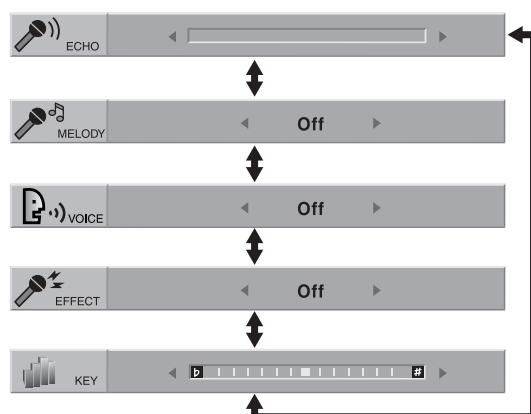 ECHO
MELODY Off
VOICE Off
EFFECT Off
KEY ♭ #